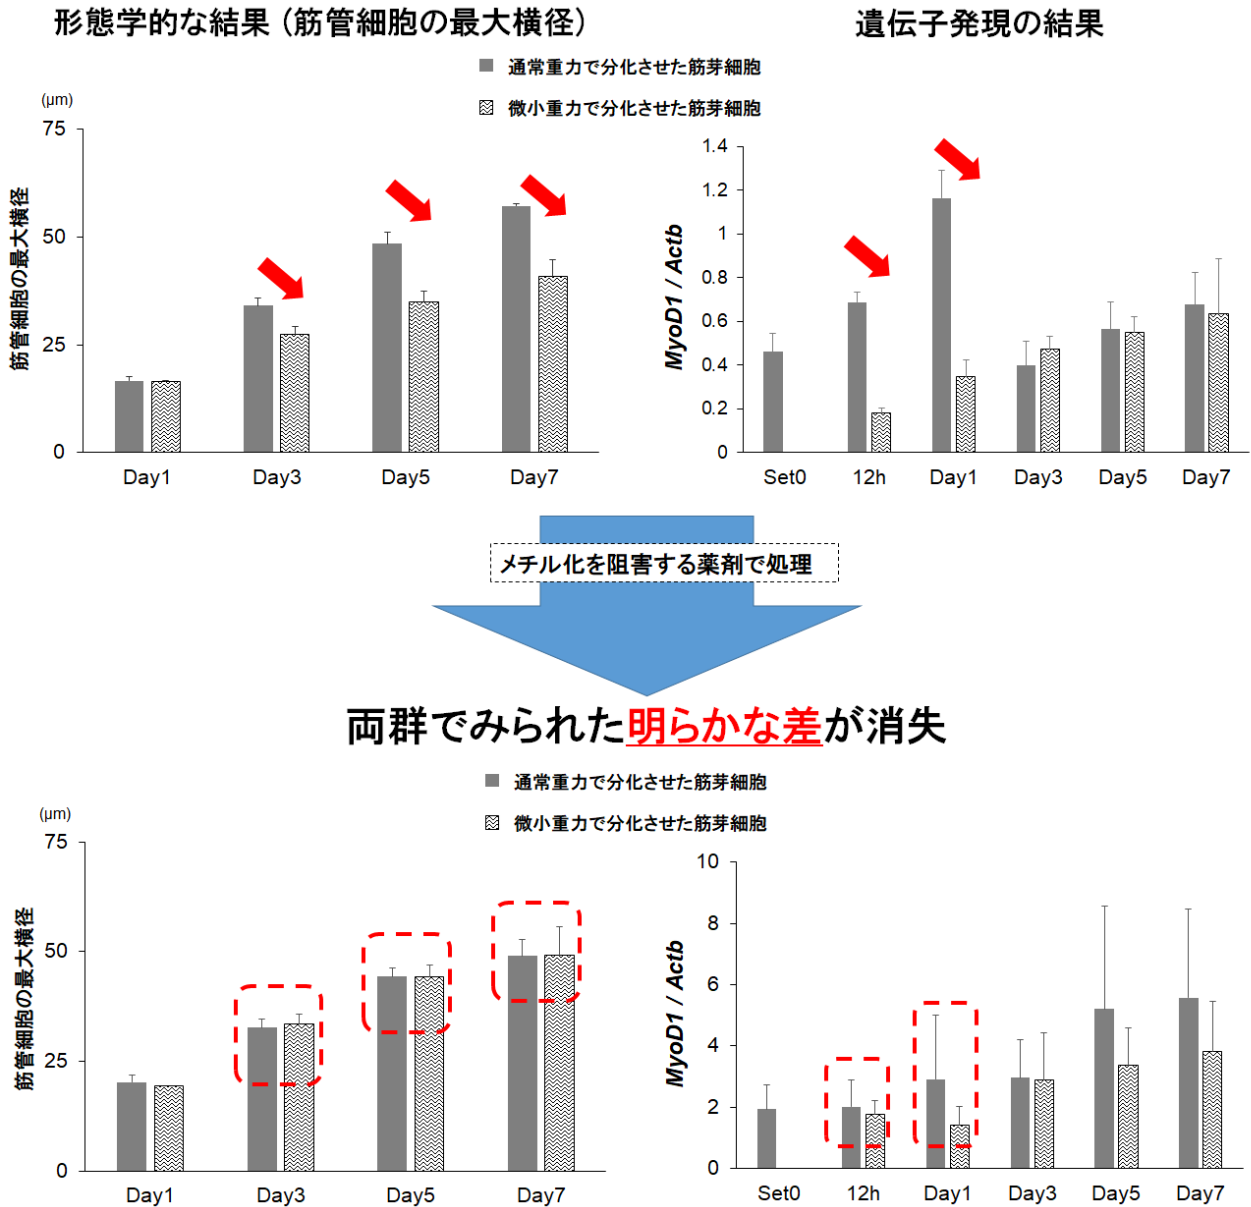 形態学的な結果（筋管細胞の最大横径）
遺伝子発現の結果
通常重力で分化させた筋芽細胞
微小重力で分化させた筋芽細胞
(μm)
筋管細胞の最大横径
75
50
25
0
Day1 Day3 Day5 Day7
MyoD1 / Actb
1.4
1.2
1
0.8
0.6
0.4
0.2
0
Set0 12h Day1 Day3 Day5 Day7
メチル化を阻害する薬剤で処理
両群でみられた明らかな差が消失
通常重力で分化させた筋芽細胞
微小重力で分化させた筋芽細胞
(μm)
筋管細胞の最大横径
75
50
25
0
Day1 Day3 Day5 Day7
MyoD1 / Actb
10
8
6
4
2
0
Set0 12h Day1 Day3 Day5 Day7